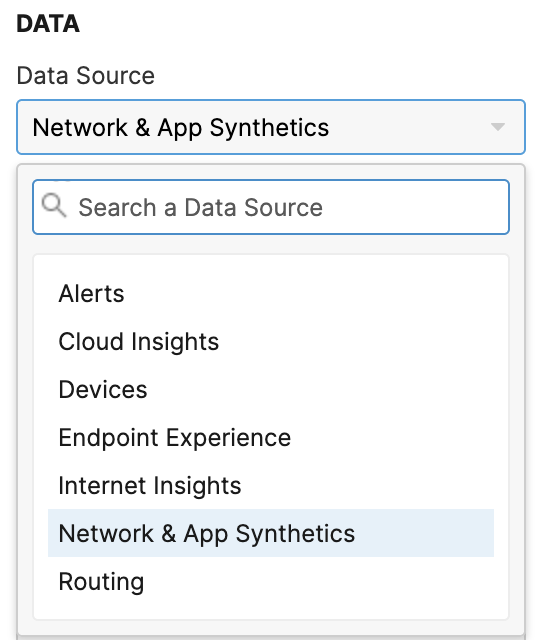 DATA
Data Source
Network & App Synthetics
Search a Data Source
Alerts
Cloud Insights
Devices
Endpoint Experience
Internet Insights
Network & App Synthetics
Routing